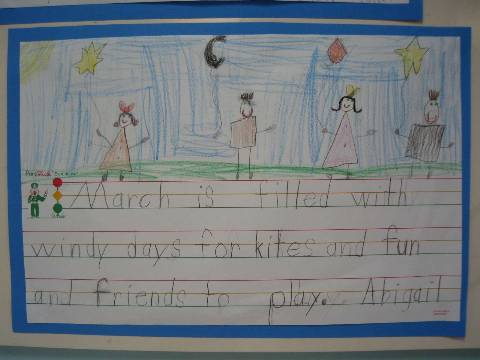 March is filled with
windy days for kites and fun
and friends to play. Abigail